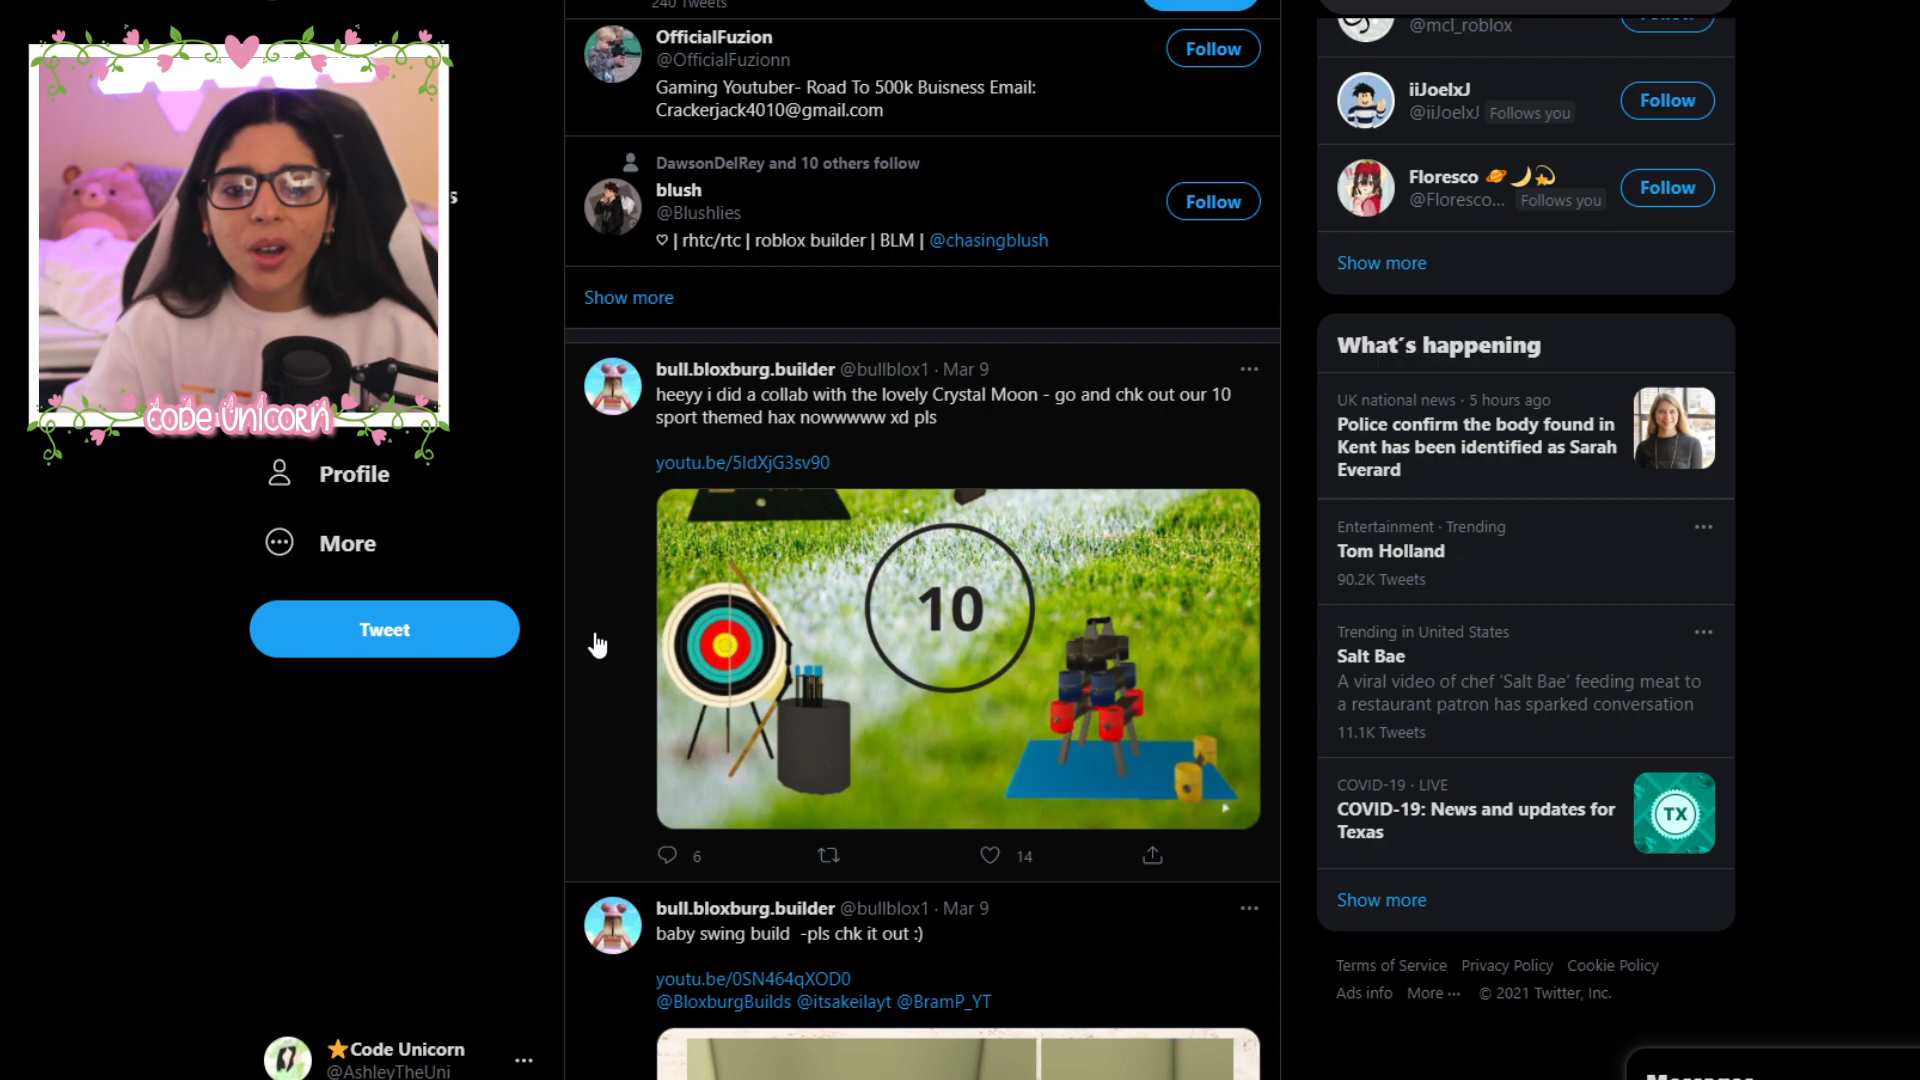 240 Tweets
OfficialFuzion
@OfficialFuzionn
Follow
Gaming Youtuber- Road To 500k Buisness Email:
Crackerjack4010@gmail.com
DawsonDelRey and 10 others follow
blush
@Blushlies
Follow
♡ | rhtc/rtc | roblox builder | BLM | @chasingblush
Show more
CODE UNICORN
Profile
More
Tweet
⭐Code Unicorn
@AshleyTheUni
bull.bloxburg.builder @bullblox1 · Mar 9
heeyy i did a collab with the lovely Crystal Moon - go and chk out our 10
sport themed hax nowwwww xd pls
youtu.be/5IdXjG3sv90
10
6
14
bull.bloxburg.builder @bullblox1 · Mar 9
baby swing build -pls chk it out :)
youtu.be/0SN464qXOD0
@BloxburgBuilds @itsakeilayt @BramP_YT
@mcl_roblox
iiJoelxJ
@iiJoelxJ Follows you
Follow
Floresco 🪐🌙💫
@Floresco... Follows you
Follow
Show more
What's happening
UK national news · 5 hours ago
Police confirm the body found in
Kent has been identified as Sarah
Everard
Entertainment · Trending
Tom Holland
90.2K Tweets
Trending in United States
Salt Bae
A viral video of chef 'Salt Bae' feeding meat to
a restaurant patron has sparked conversation
11.1K Tweets
COVID-19 · LIVE
COVID-19: News and updates for
Texas
TX
Show more
Terms of Service Privacy Policy Cookie Policy
Ads info More ··· © 2021 Twitter, Inc.